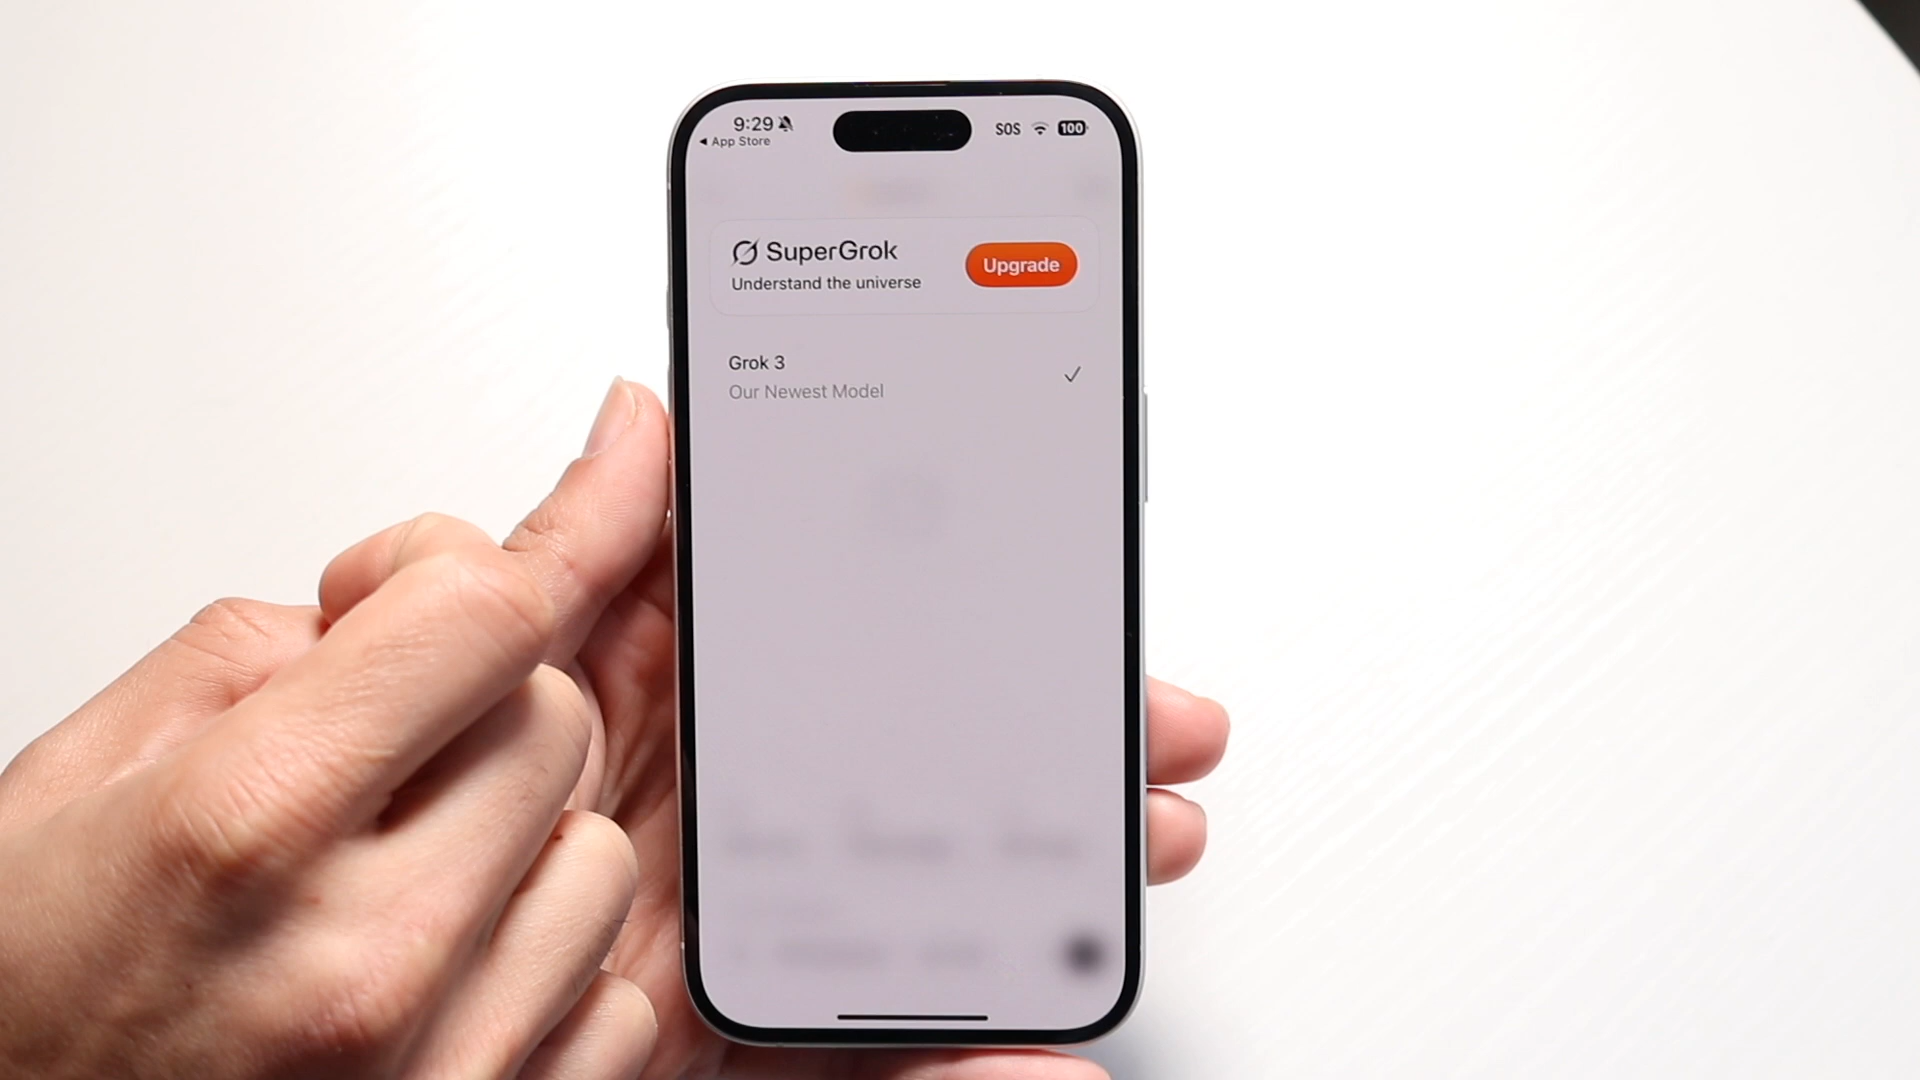 9:29
◀ App Store
SOS
100
SuperGrok
Understand the universe
Upgrade
Grok 3
Our Newest Model